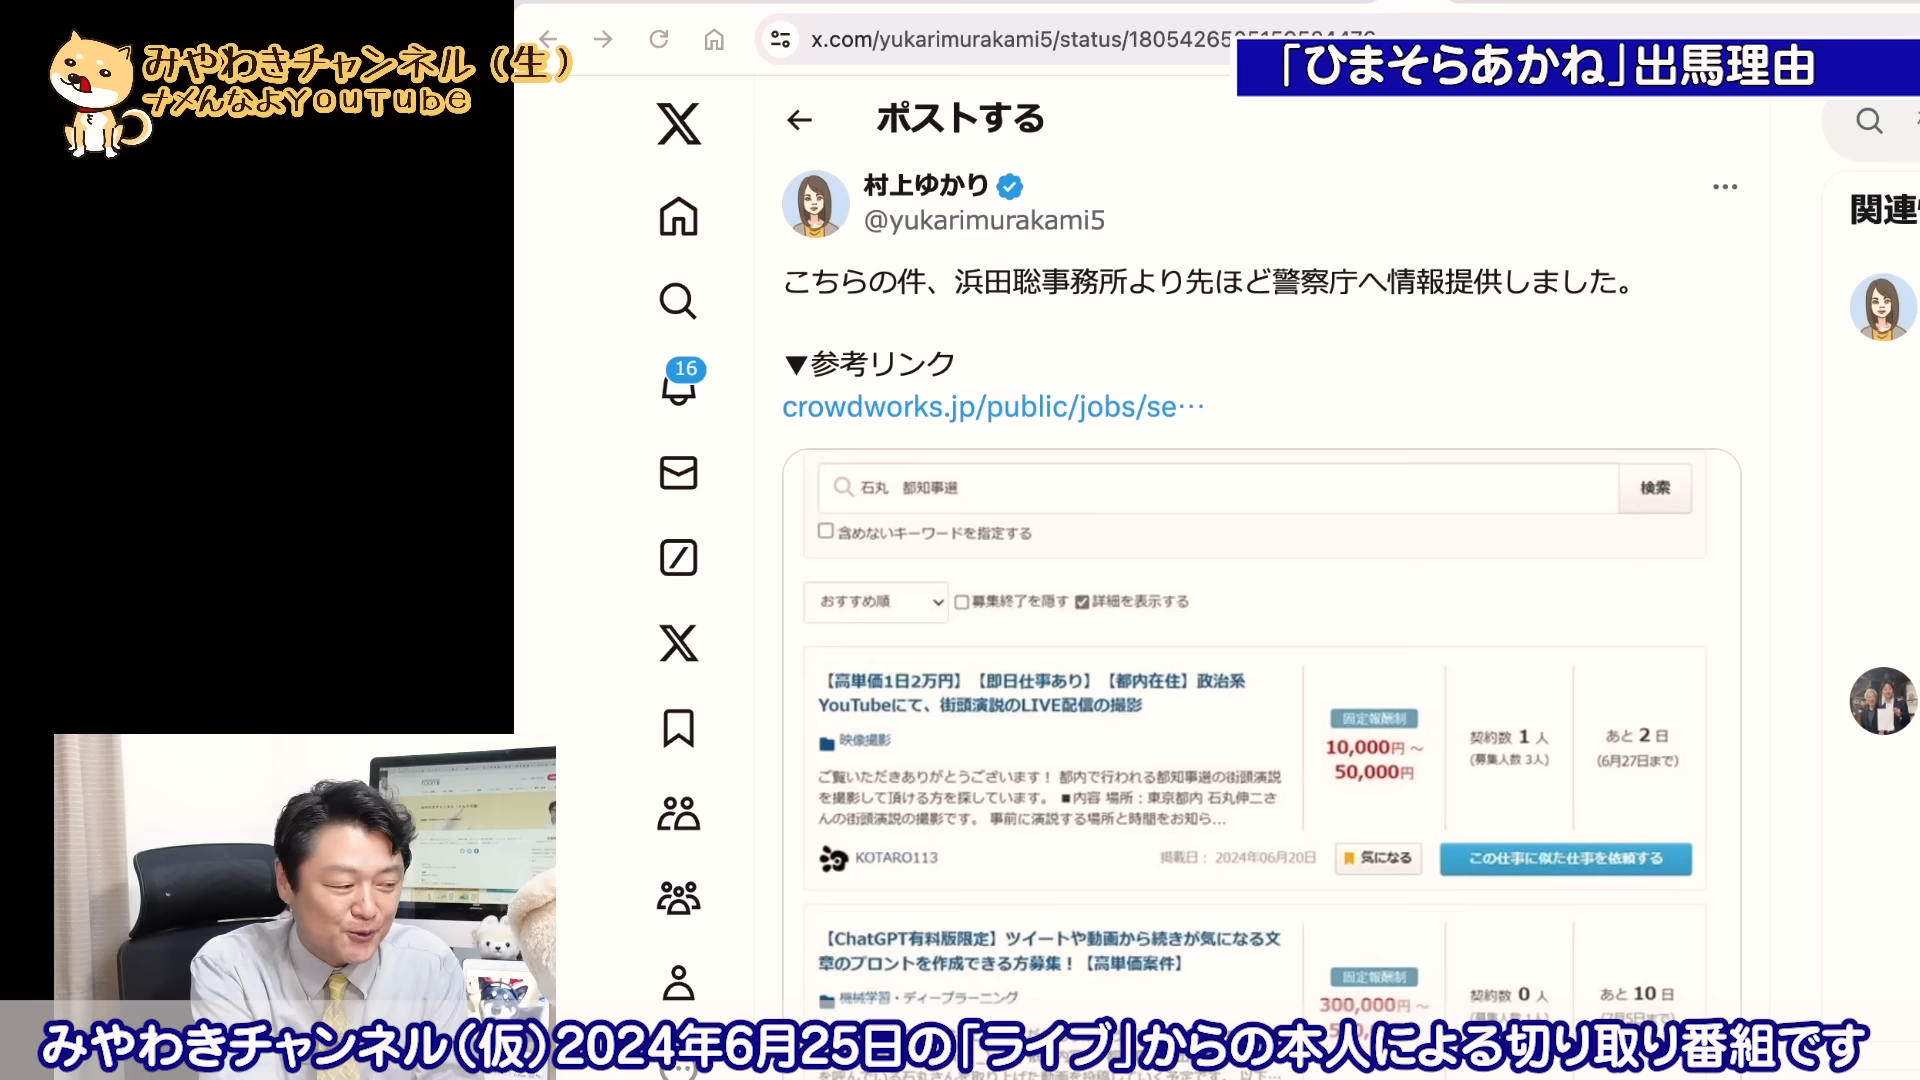 みやわきチャンネル（生）
ナメんなよYouTube
x.com/yukarimurakami5/status/
「ひまそらあかね」出馬理由
ポストする
村上ゆかり
@yukarimurakami5
関連
こちらの件、浜田聡事務所より先ほど警察庁へ情報提供しました。
▼参考リンク
crowdworks.jp/public/jobs/se…
16
石丸　都知事選
検索
含めないキーワードを指定する
おすすめ順
募集終了を隠す
詳細を表示する
【高単価1日2万円】【即日仕事あり】【都内在住】政治系
YouTubeにて、街頭演説のLIVE配信の撮影
映像撮影
ご覧いただきありがとうございます！ 都内で行われる都知事選の街頭演説
を撮影して頂ける方を探しています。 ■内容 場所：東京都内 石丸伸二さ
んの街頭演説の撮影です。 事前に演説する場所と時間をお知ら...
固定報酬制
10,000円 〜
50,000円
契約数 1 人
(募集人数 3人)
あと 2 日
(6月27日まで)
KOTARO113
掲載日： 2024年06月20日
気になる
この仕事に似た仕事を依頼する
【ChatGPT有料版限定】ツイートや動画から続きが気になる文
章のプロントを作成できる方募集！【高単価案件】
機械学習・ディープラーニング
固定報酬制
300,000円 〜
契約数 0 人
あと 10 日
みやわきチャンネル（仮）2024年6月25日の「ライブ」からの本人による切り取り番組です